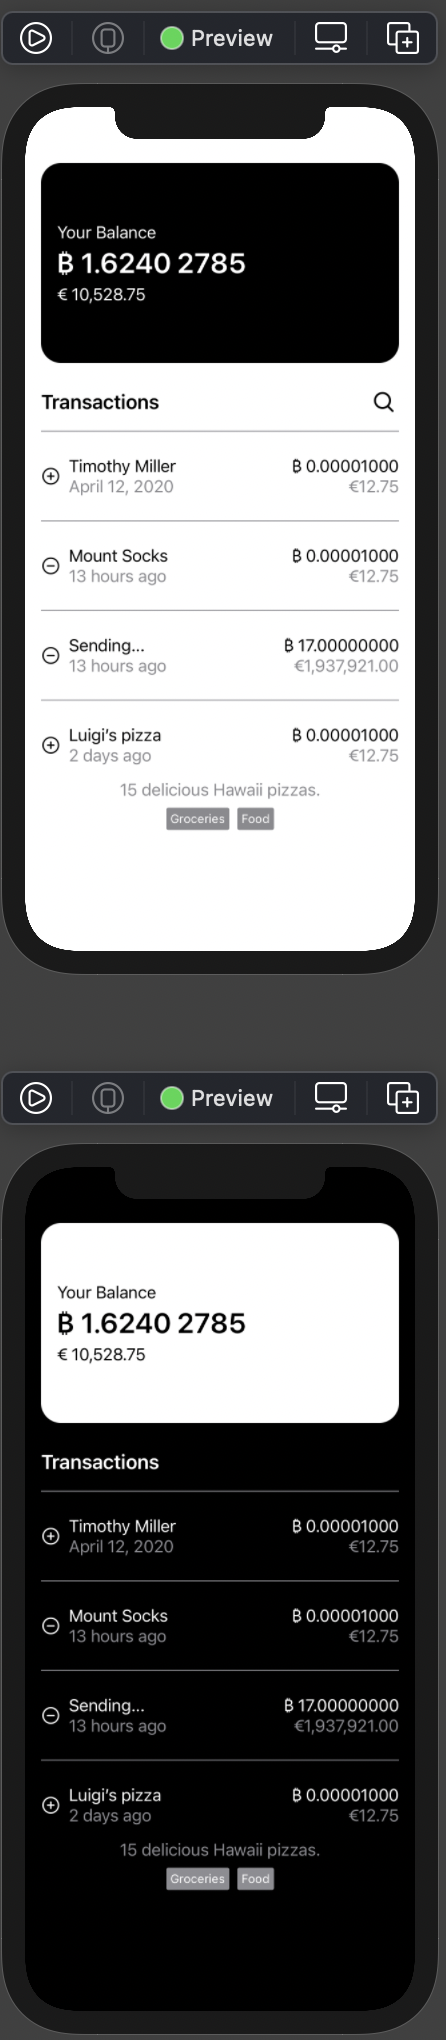 Preview
Your Balance
฿ 1.6240 2785
€ 10,528.75
Transactions
Timothy Miller ฿ 0.00001000
April 12, 2020 €12.75
Mount Socks ฿ 0.00001000
13 hours ago €12.75
Sending... ฿ 17.00000000
13 hours ago €1,937,921.00
Luigi's pizza ฿ 0.00001000
2 days ago €12.75
15 delicious Hawaii pizzas.
Groceries Food
Preview
Your Balance
฿ 1.6240 2785
€ 10,528.75
Transactions
Timothy Miller ฿ 0.00001000
April 12, 2020 €12.75
Mount Socks ฿ 0.00001000
13 hours ago €12.75
Sending... ฿ 17.00000000
13 hours ago €1,937,921.00
Luigi's pizza ฿ 0.00001000
2 days ago €12.75
15 delicious Hawaii pizzas.
Groceries Food